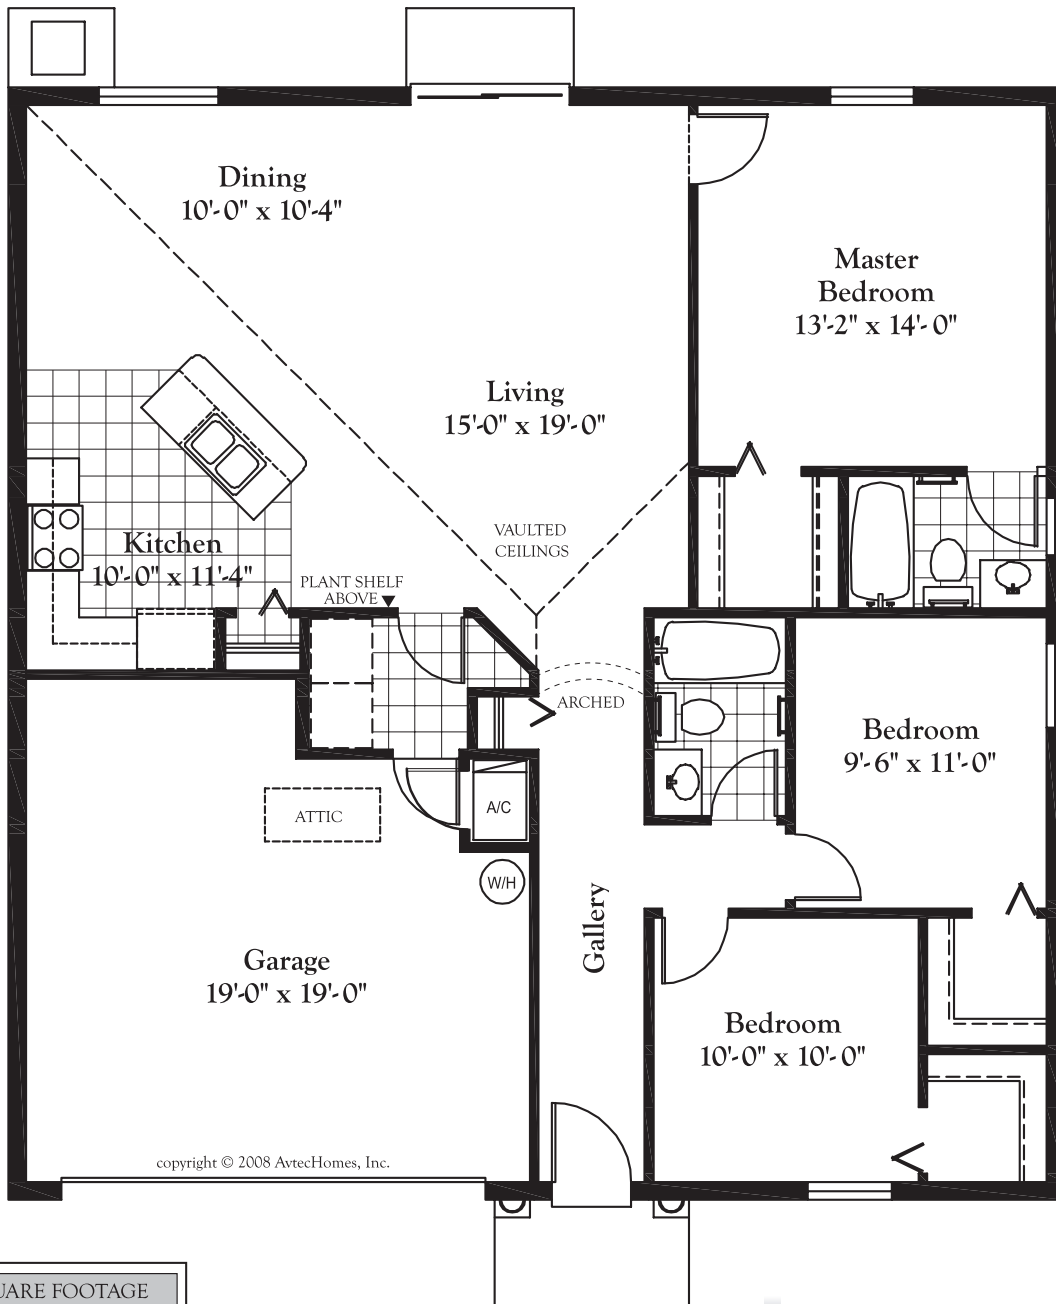 Dining
10'-0" x 10'-4"
Master
Bedroom
13'-2" x 14'-0"
Living
15'-0" x 19'-0"
VAULTED
CEILINGS
Kitchen
10'-0" x 11'-4"
PLANT SHELF
ABOVE
ARCHED
Bedroom
9'-6" x 11'-0"
ATTIC
A/C
W/H
Gallery
Garage
19'-0" x 19'-0"
Bedroom
10'-0" x 10'-0"
copyright © 2008 AvtecHomes, Inc.
FOOTAGE